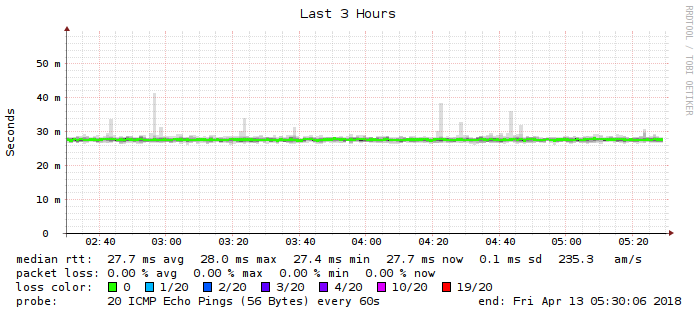 Last 3 Hours
RRDTOOL / TOBI OETIKER
Seconds
50 m
40 m
30 m
20 m
10 m
0
02:40 03:00 03:20 03:40 04:00 04:20 04:40 05:00 05:20
median rtt: 27.7 ms avg 28.0 ms max 27.4 ms min 27.7 ms now 0.1 ms sd 235.3 am/s
packet loss: 0.00 % avg 0.00 % max 0.00 % min 0.00 % now
loss color: 0 1/20 2/20 3/20 4/20 10/20 19/20
probe: 20 ICMP Echo Pings (56 Bytes) every 60s end: Fri Apr 13 05:30:06 2018